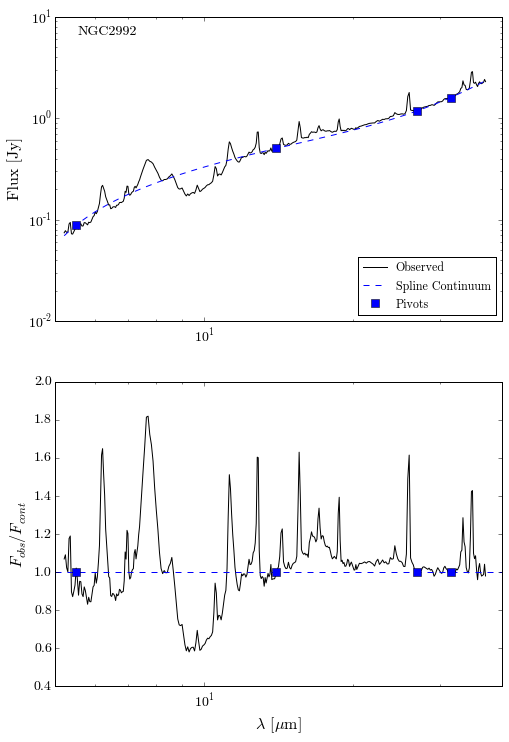 NGC2992
Flux [Jy]
10^1
10^0
10^-1
10^-2
Observed
Spline Continuum
Pivots
10^1
F_obs/F_cont
2.0
1.8
1.6
1.4
1.2
1.0
0.8
0.6
0.4
10^1
λ [μm]